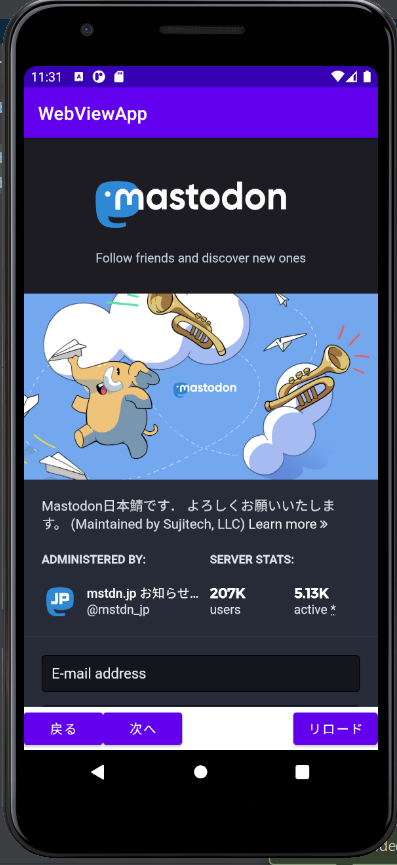 11:31
WebViewApp
mastodon
Follow friends and discover new ones
mastodon
Mastodon日本鯖です． よろしくお願いいたしま
す。 (Maintained by Sujitech, LLC) Learn more »
ADMINISTERED BY:
SERVER STATS:
JP
mstdn.jp お知らせ…
@mstdn_jp
207K
users
5.13K
active *
E-mail address
戻る
次へ
リロード